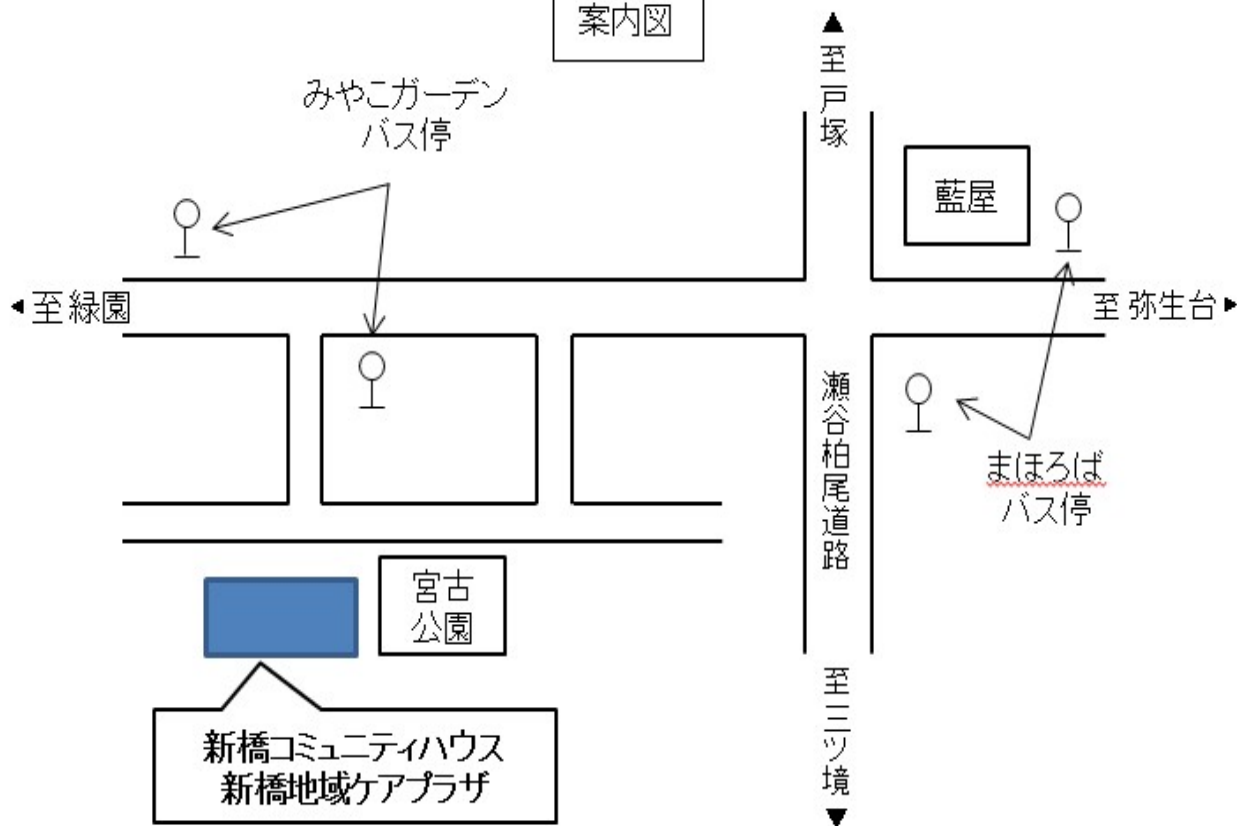 案内図
▲
至戸塚
みやこガーデン
バス停
藍屋
◀至緑園
至 弥生台▶
瀬谷柏尾道路
まほろば
バス停
宮古
公園
新橋コミュニティハウス
新橋地域ケアプラザ
至三ツ境
▼